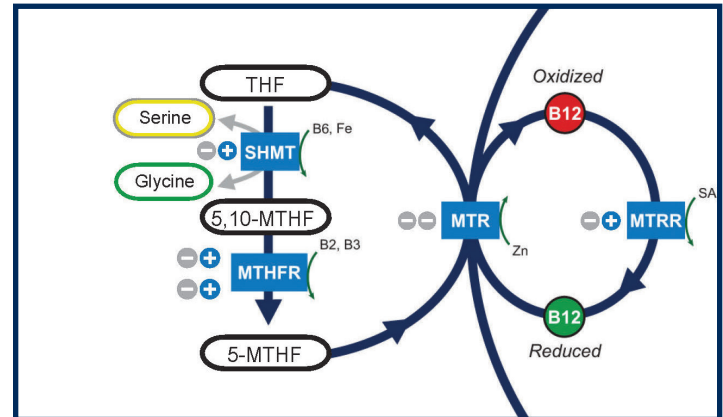 THF
Oxidized
Serine
B6, Fe
B12
− + SHMT
Glycine
SA
5,10-MTHF
− − MTR
− + MTRR
B2, B3
Zn
− +
MTHFR
− +
B12
5-MTHF
Reduced